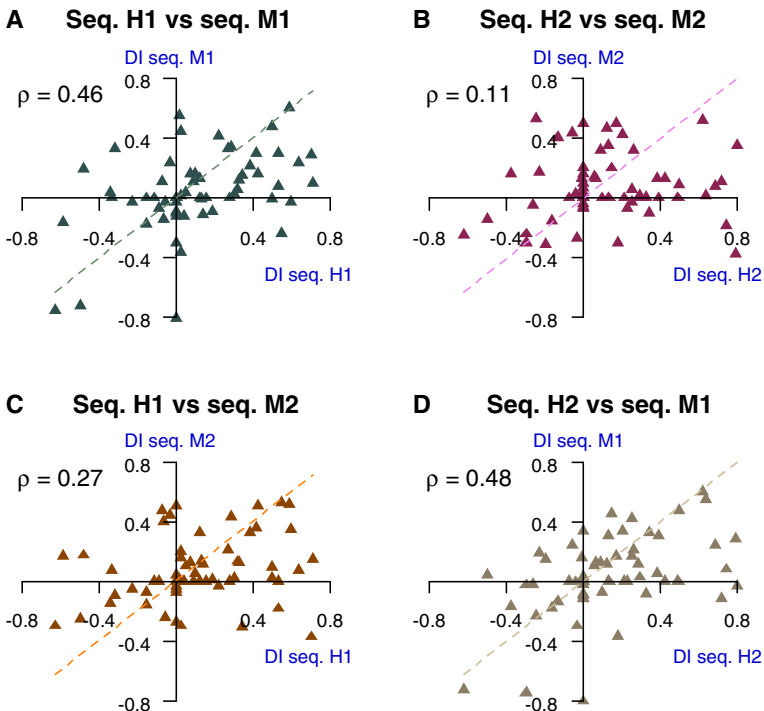 A Seq. H1 vs seq. M1
DI seq. M1
ρ = 0.46
0.8
0.4
-0.8 -0.4 0.4 0.8
-0.4
DI seq. H1
-0.8
B Seq. H2 vs seq. M2
DI seq. M2
ρ = 0.11
0.8
0.4
-0.8 -0.4 0.4 0.8
-0.4
DI seq. H2
-0.8
C Seq. H1 vs seq. M2
DI seq. M2
ρ = 0.27
0.8
0.4
-0.8 -0.4 0.4 0.8
-0.4
DI seq. H1
-0.8
D Seq. H2 vs seq. M1
DI seq. M1
ρ = 0.48
0.8
0.4
-0.8 -0.4 0.4 0.8
-0.4
DI seq. H2
-0.8